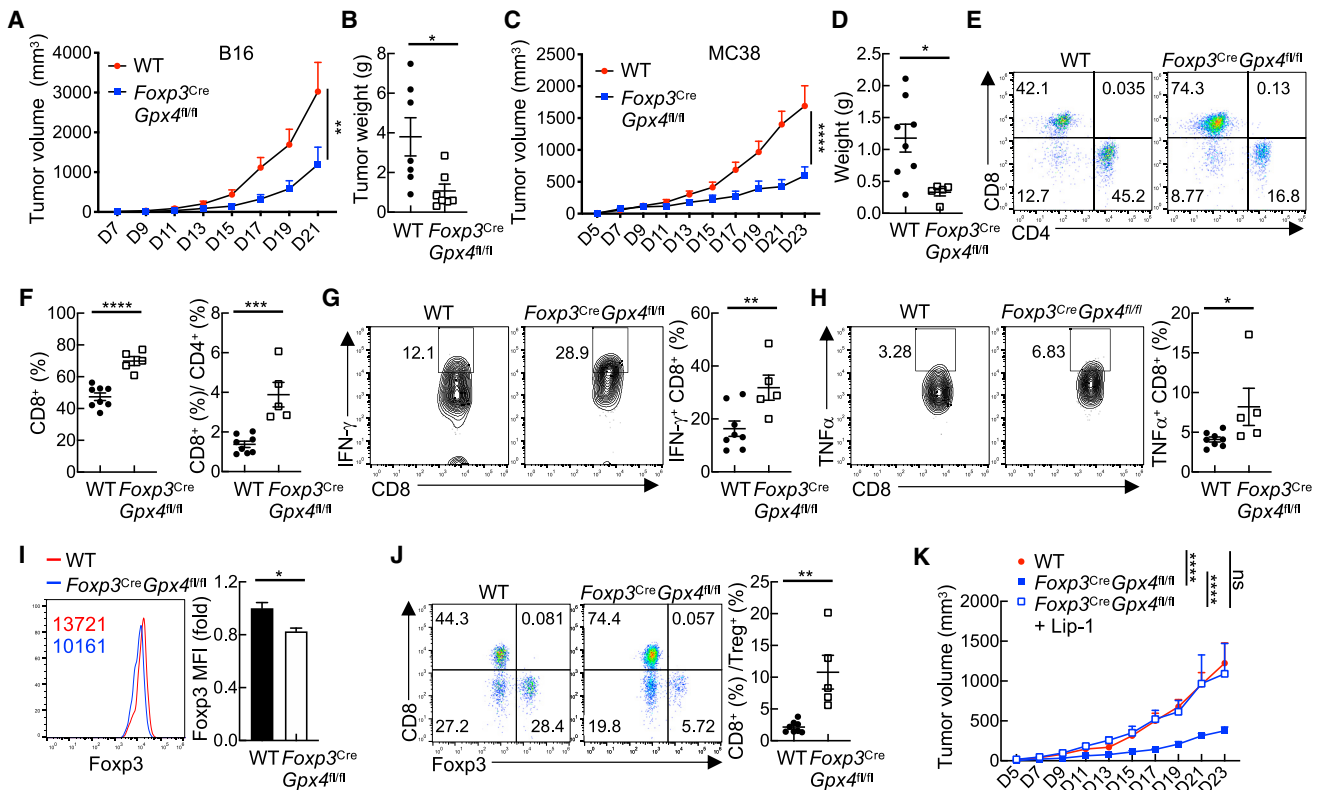 A
B16
Tumor volume (mm³)
4000
3000
2000
1000
0
WT
Foxp3Cre
Gpx4fl/fl
**
D7 D9 D11 D13 D15 D17 D19 D21
B
Tumor weight (g)
8
6
4
2
0
*
WT Foxp3Cre
Gpx4fl/fl
C
MC38
Tumor volume (mm³)
2500
2000
1500
1000
500
0
WT
Foxp3Cre
Gpx4fl/fl
****
D5 D7 D9 D11 D13 D15 D17 D19 D21 D23
D
Weight (g)
2.5
2.0
1.5
1.0
0.5
0.0
*
WT Foxp3Cre
Gpx4fl/fl
E
WT
Foxp3CreGpx4fl/fl
42.1 0.035
12.7 45.2
74.3 0.13
8.77 16.8
CD8
CD4
F
CD8+ (%)
100
80
60
40
20
0
****
WT Foxp3Cre
Gpx4fl/fl
CD8+ (%)/ CD4+ (%)
8
6
4
2
0
***
WT Foxp3Cre
Gpx4fl/fl
G
WT
Foxp3CreGpx4fl/fl
12.1
28.9
IFN-γ
CD8
IFN-γ+ CD8+ (%)
60
40
20
0
**
WT Foxp3Cre
Gpx4fl/fl
H
WT
Foxp3CreGpx4fl/fl
3.28
6.83
TNFα
CD8
TNFα+ CD8+ (%)
20
15
10
5
0
*
WT Foxp3Cre
Gpx4fl/fl
I
WT
Foxp3CreGpx4fl/fl
13721
10161
Foxp3
Foxp3 MFI (fold)
1.2
0.8
0.4
0.0
*
WT Foxp3Cre
Gpx4fl/fl
J
WT
Foxp3CreGpx4fl/fl
44.3 0.081
27.2 28.4
74.4 0.057
19.8 5.72
CD8
Foxp3
CD8+ (%) /Treg+ (%)
25
20
15
10
5
0
**
WT Foxp3Cre
Gpx4fl/fl
K
WT
Foxp3CreGpx4fl/fl
Foxp3CreGpx4fl/fl
+ Lip-1
****
****
ns
Tumor volume (mm³)
2000
1500
1000
500
0
D5 D7 D9 D11 D13 D15 D17 D19 D21 D23